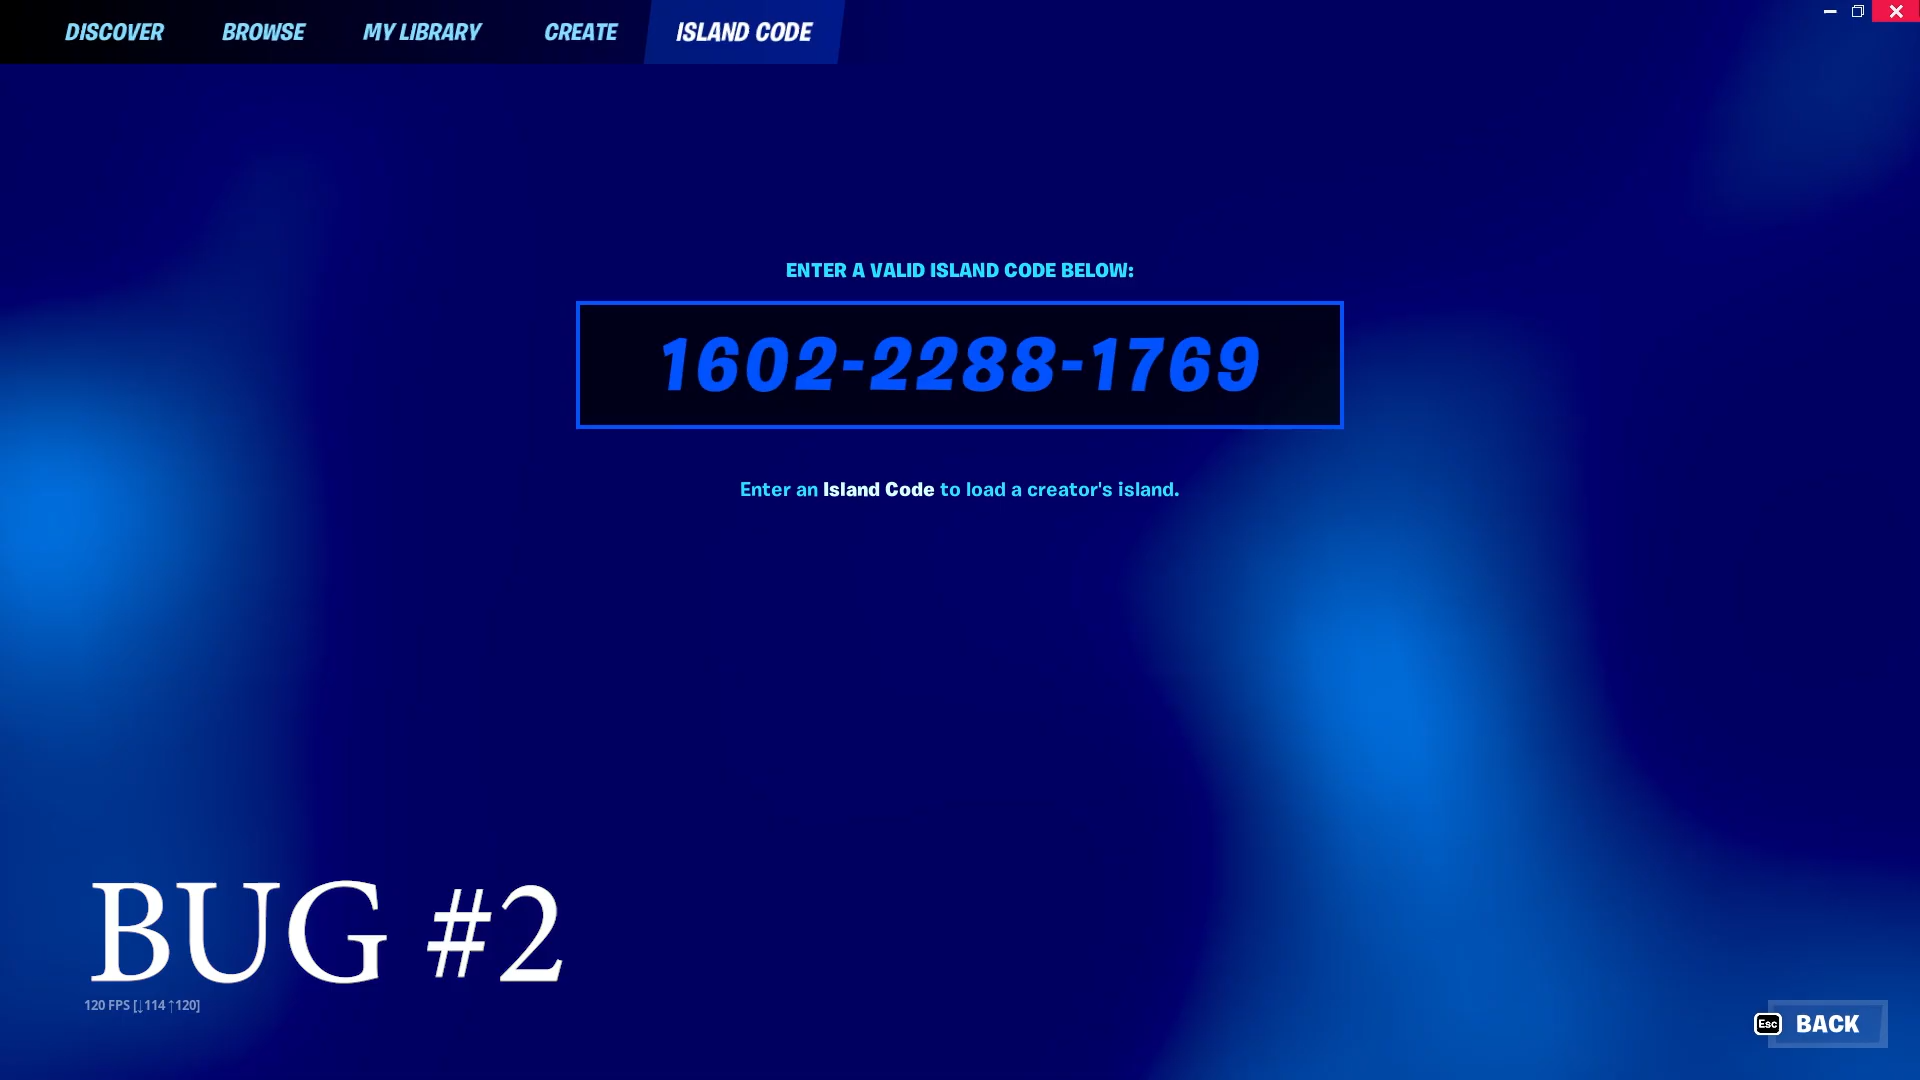 DISCOVER BROWSE MY LIBRARY CREATE ISLAND CODE
ENTER A VALID ISLAND CODE BELOW:
1602-2288-1769
Enter an Island Code to load a creator's island.
BUG #2
120 FPS [↓114 ↑120]
Esc BACK